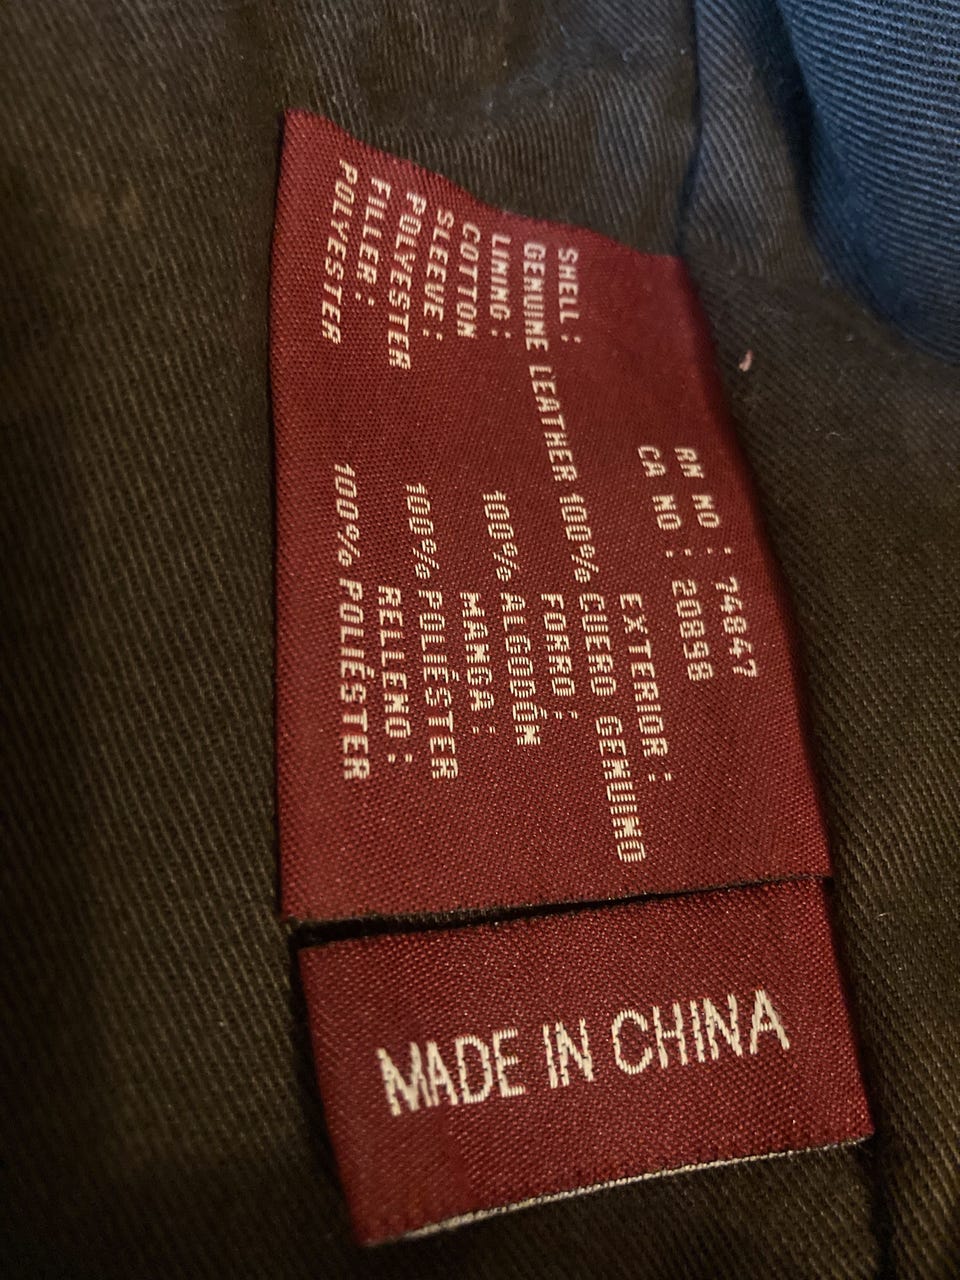 RN NO : 74847
CA NO : 20898
SHELL : EXTERIOR :
GENUINE LEATHER 100% CUERO GENUINO
LINING : FORRO :
COTTON 100% ALGODÓN
SLEEVE : MANGA :
POLYESTER 100% POLIÉSTER
FILLER : RELLENO :
POLYESTER 100% POLIÉSTER
MADE IN CHINA